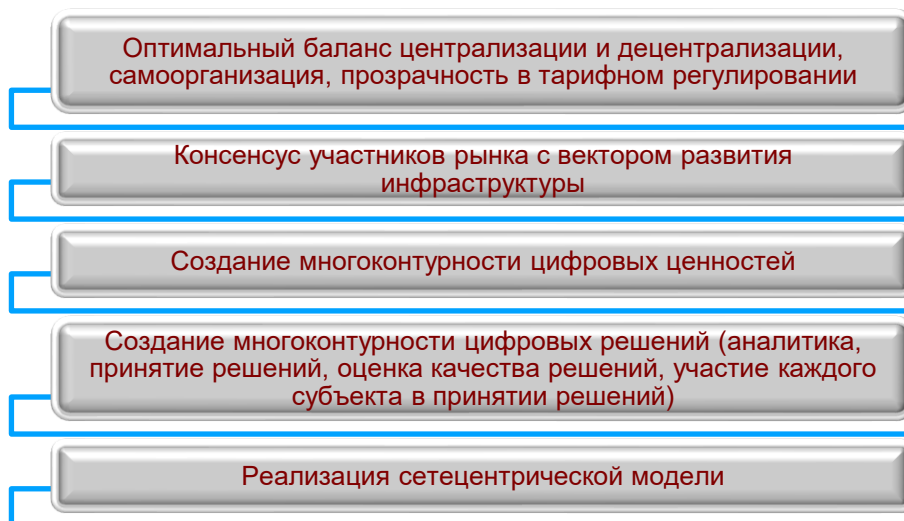 Оптимальный баланс централизации и децентрализации,
самоорганизация, прозрачность в тарифном регулировании
Консенсус участников рынка с вектором развития
инфраструктуры
Создание многоконтурности цифровых ценностей
Создание многоконтурности цифровых решений (аналитика,
принятие решений, оценка качества решений, участие каждого
субъекта в принятии решений)
Реализация сетецентрической модели